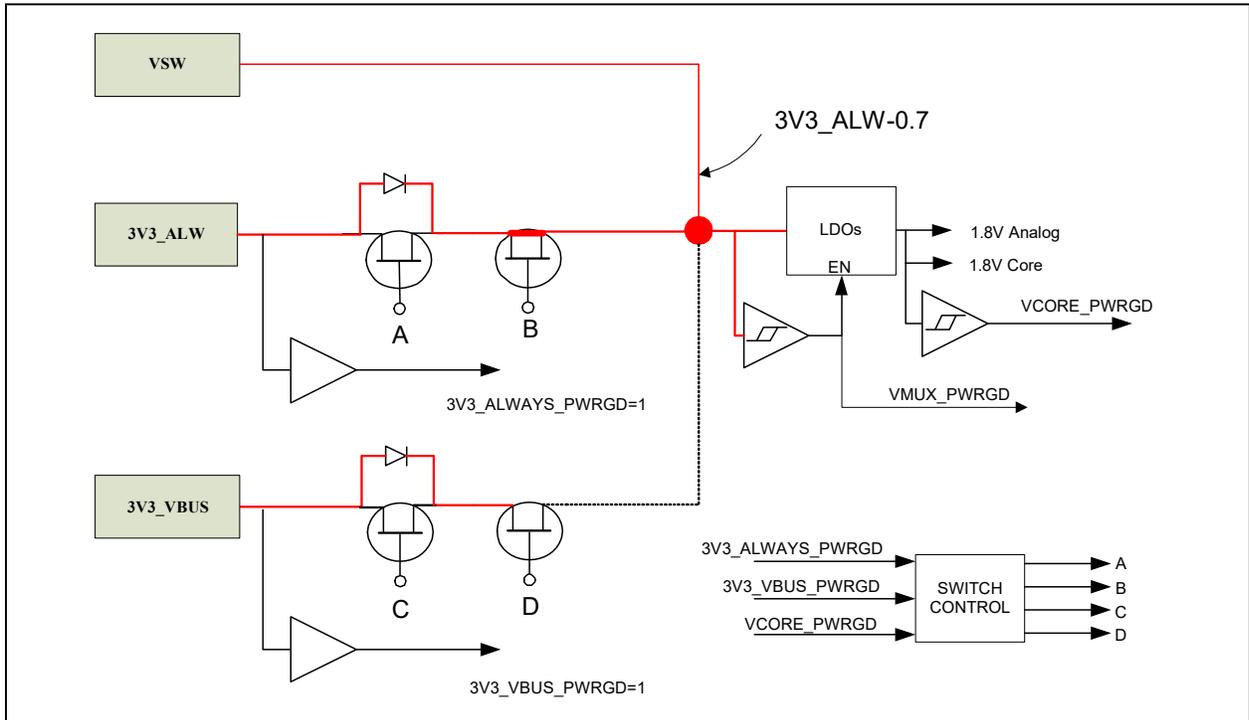 VSW
3V3_ALW-0.7
3V3_ALW
LDOs
EN
1.8V Analog
1.8V Core
VCORE_PWRGD
A
B
3V3_ALWAYS_PWRGD=1
VMUX_PWRGD
3V3_VBUS
C
D
3V3_VBUS_PWRGD=1
3V3_ALWAYS_PWRGD
3V3_VBUS_PWRGD
VCORE_PWRGD
SWITCH
CONTROL
A
B
C
D